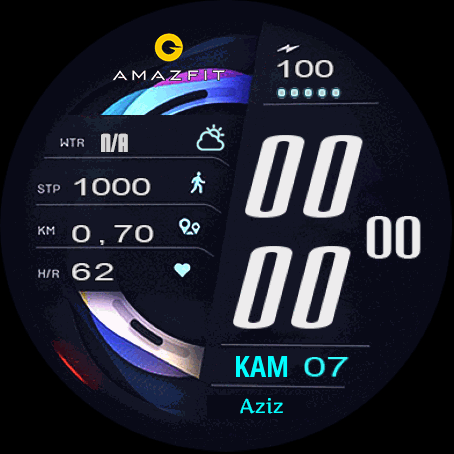 AMAZFIT
100
WTR N/A
STP 1000
KM 0,70
H/R 62
00
00
00
KAM 07
Aziz